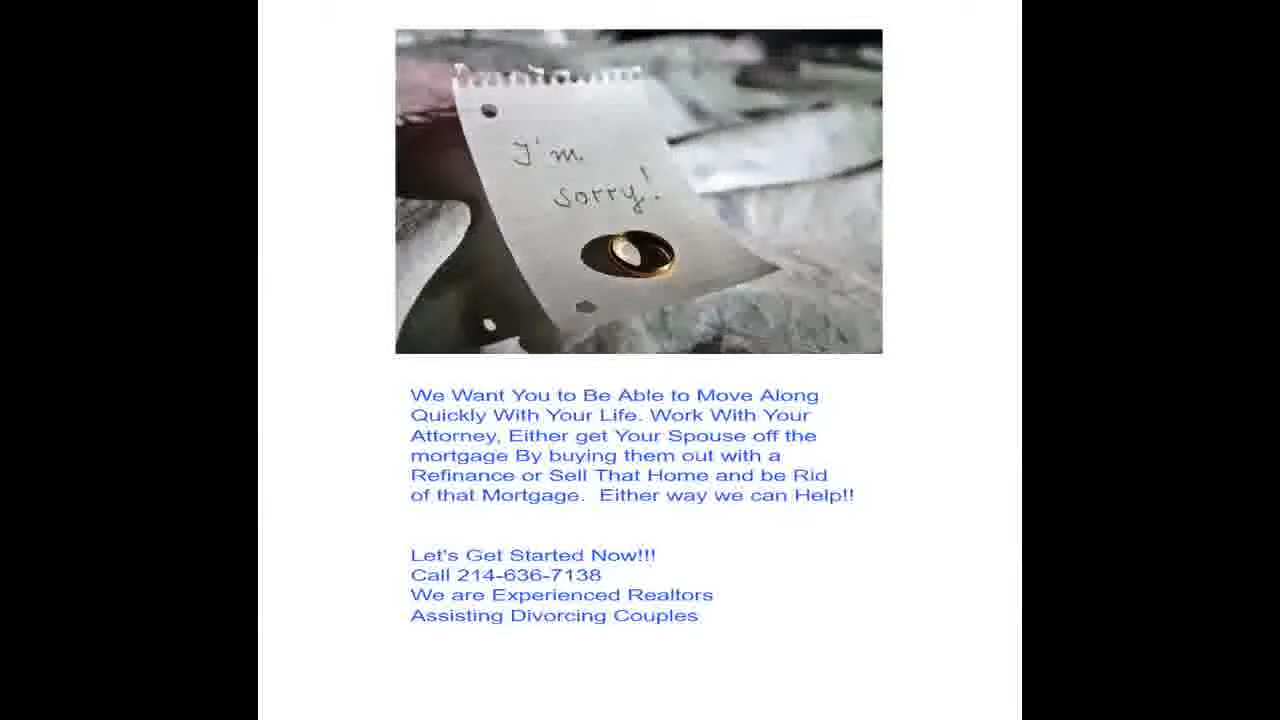 I'm
sorry!
We Want You to Be Able to Move Along
Quickly With Your Life. Work With Your
Attorney, Either get Your Spouse off the
mortgage By buying them out with a
Refinance or Sell That Home and be Rid
of that Mortgage.  Either way we can Help!!
Let's Get Started Now!!!
Call 214-636-7138
We are Experienced Realtors
Assisting Divorcing Couples